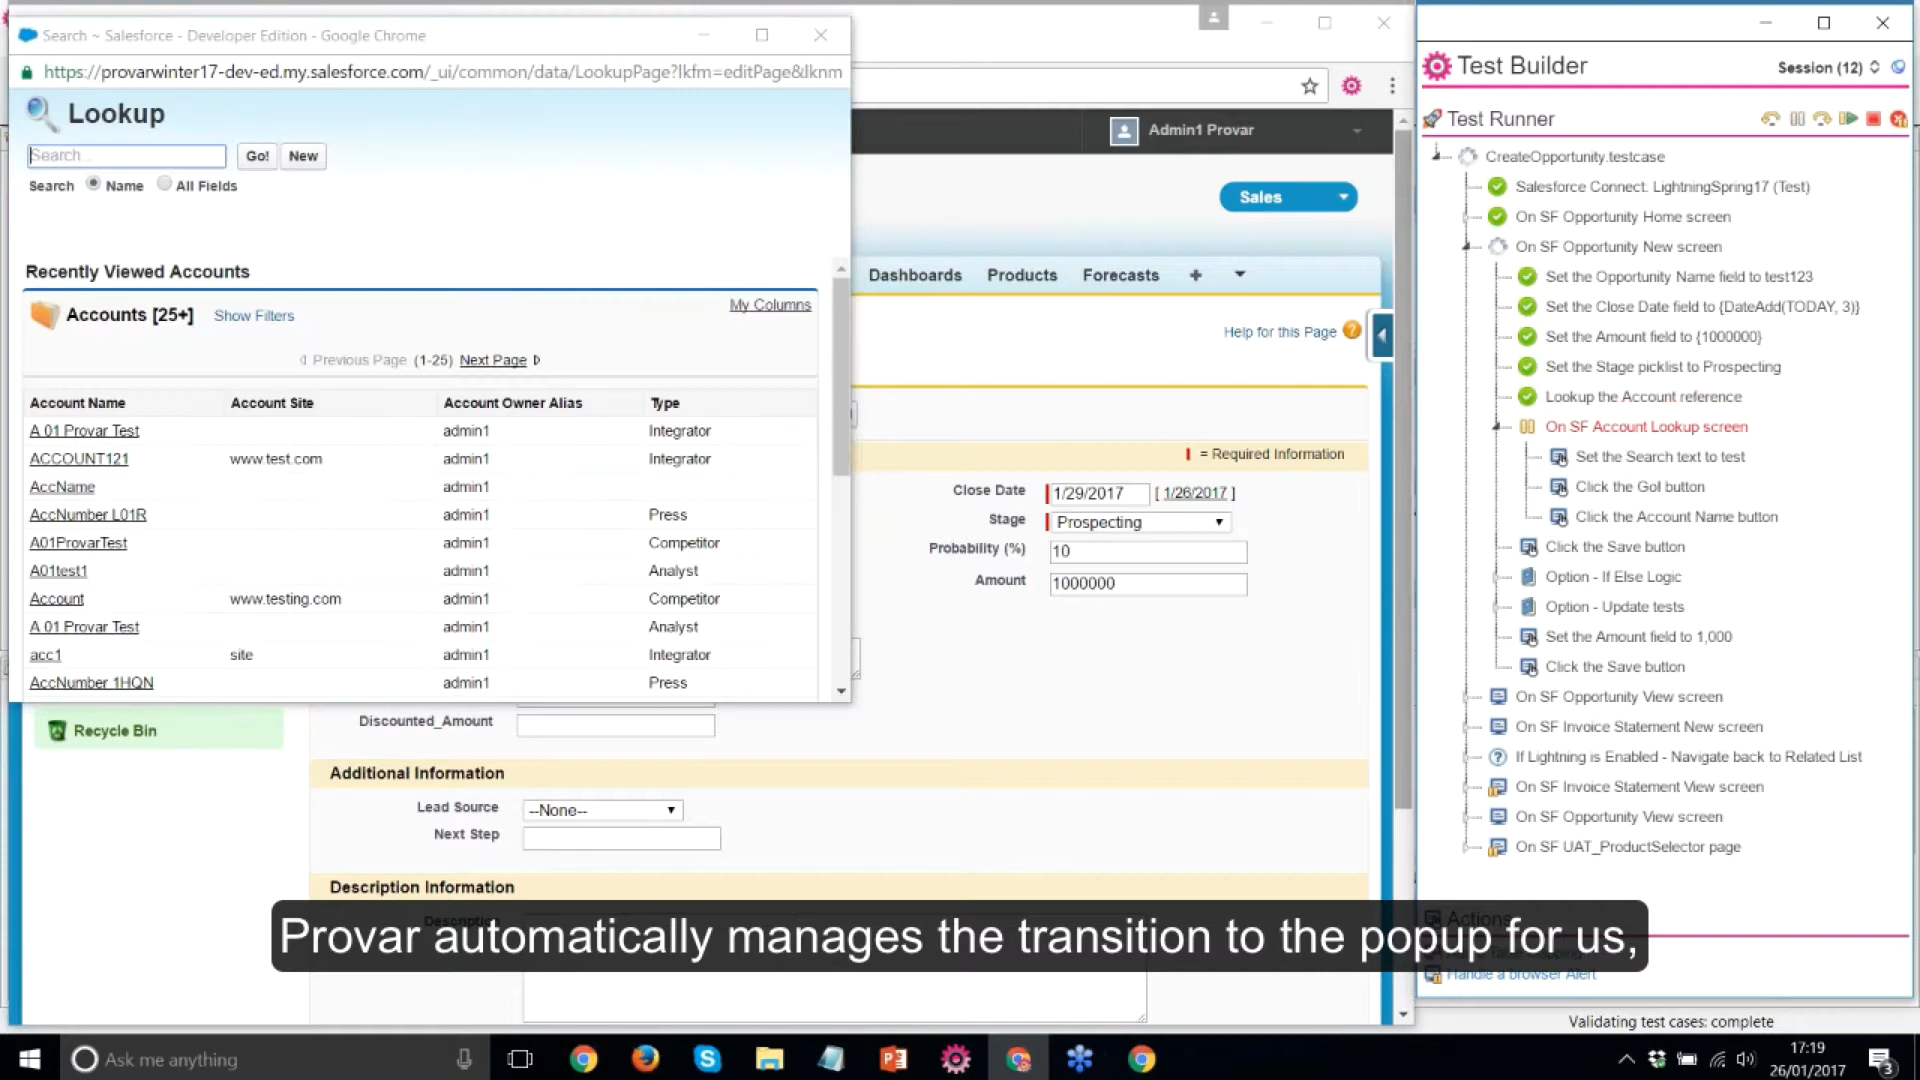 Search ~ Salesforce - Developer Edition - Google Chrome
https://provarwinter17-dev-ed.my.salesforce.com/_ui/common/data/LookupPage?lkfm=editPage&lknm
Lookup
Search...
Go!
New
Search
Name
All Fields
Recently Viewed Accounts
Accounts [25+]
Show Filters
My Columns
Previous Page (1-25) Next Page
Account Name Account Site Account Owner Alias Type
A 01 Provar Test admin1 Integrator
ACCOUNT121 www.test.com admin1 Integrator
AccName admin1
AccNumber L01R admin1 Press
A01ProvarTest admin1 Competitor
A01test1 admin1 Analyst
Account www.testing.com admin1 Competitor
A 01 Provar Test admin1 Analyst
acc1 site admin1 Integrator
AccNumber 1HQN admin1 Press
Admin1 Provar
Sales
Dashboards Products Forecasts +
Help for this Page ?
= Required Information
Close Date 1/29/2017 [ 1/26/2017 ]
Stage Prospecting
Probability (%) 10
Amount 1000000
Recycle Bin
Discounted_Amount
Additional Information
Lead Source --None--
Next Step
Description Information
Description
Provar automatically manages the transition to the popup for us,
Test Builder
Session (12)
Test Runner
CreateOpportunity.testcase
Salesforce Connect: LightningSpring17 (Test)
On SF Opportunity Home screen
On SF Opportunity New screen
Set the Opportunity Name field to test123
Set the Close Date field to {DateAdd(TODAY, 3)}
Set the Amount field to {1000000}
Set the Stage picklist to Prospecting
Lookup the Account reference
On SF Account Lookup screen
Set the Search text to test
Click the Go! button
Click the Account Name button
Click the Save button
Option - If Else Logic
Option - Update tests
Set the Amount field to 1,000
Click the Save button
On SF Opportunity View screen
On SF Invoice Statement New screen
If Lightning is Enabled - Navigate back to Related List
On SF Invoice Statement View screen
On SF Opportunity View screen
On SF UAT_ProductSelector page
Actions
Handle a browser Alert
Validating test cases: complete
Ask me anything
17:19
26/01/2017
3